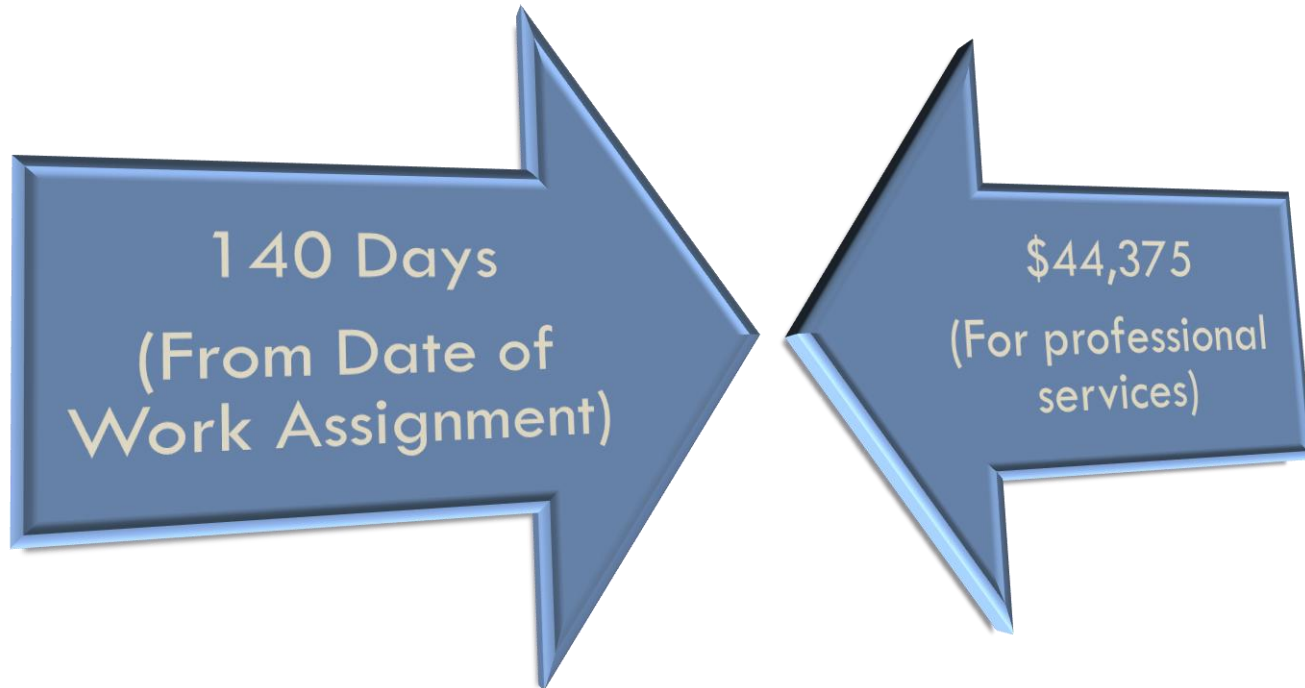 140 Days
(From Date of
Work Assignment)
$44,375
(For professional
services)